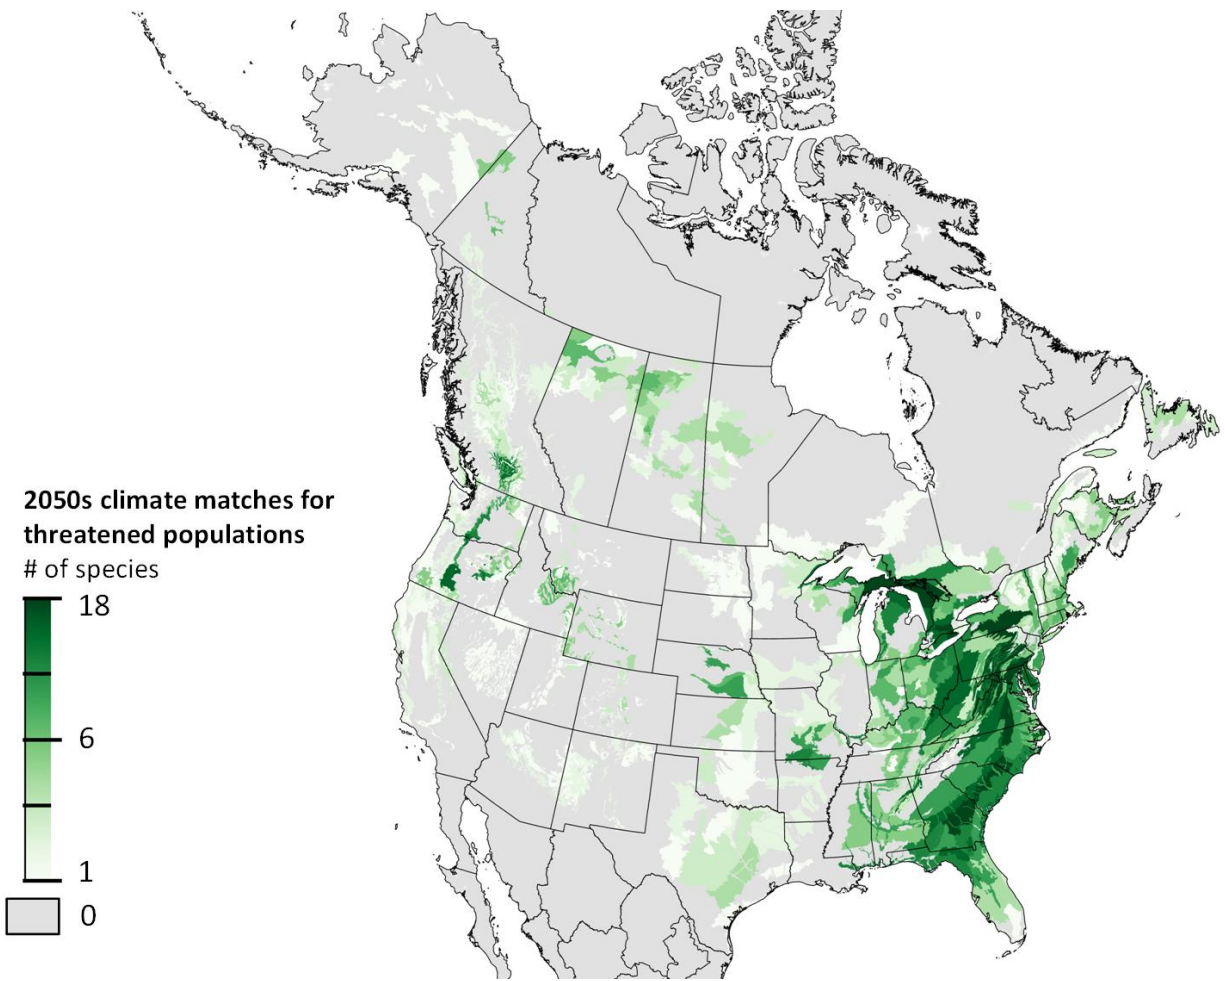 2050s climate matches for
threatened populations
# of species
18
6
1
0